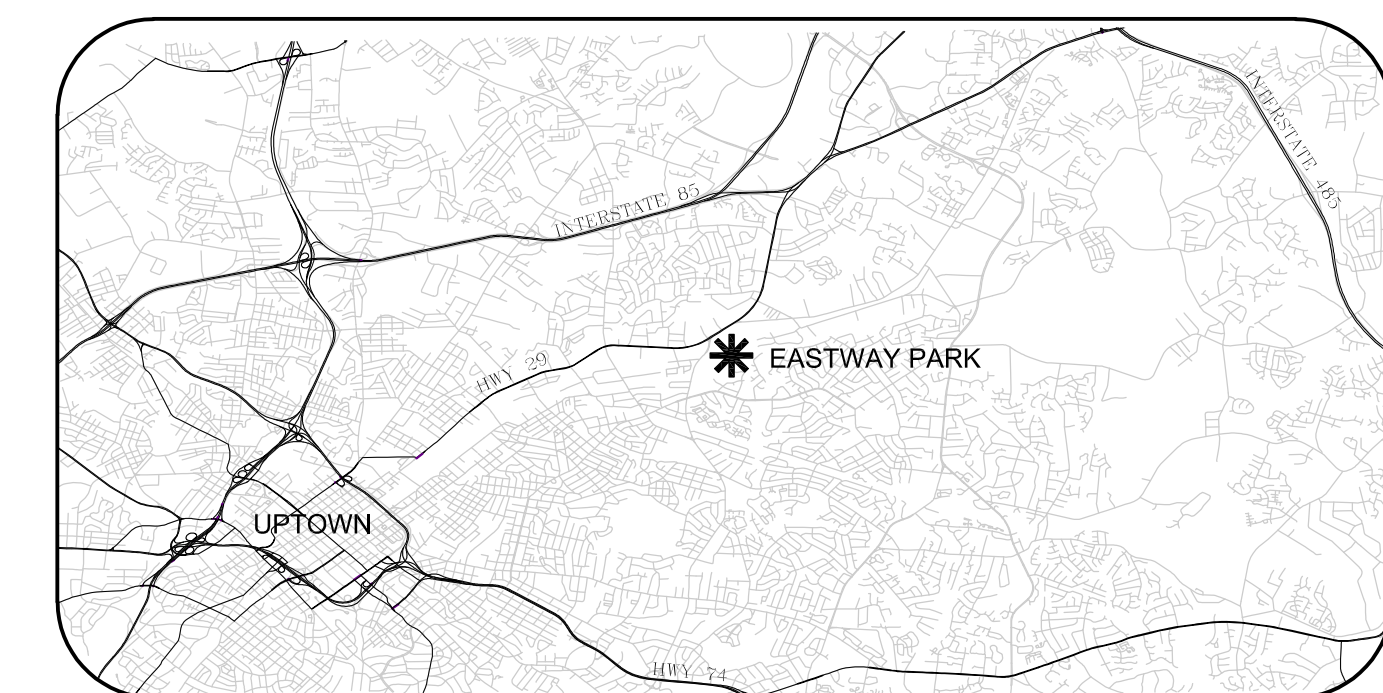 INTERSTATE 485
INTERSTATE 85
HWY 29
EASTWAY PARK
UPTOWN
HWY 74